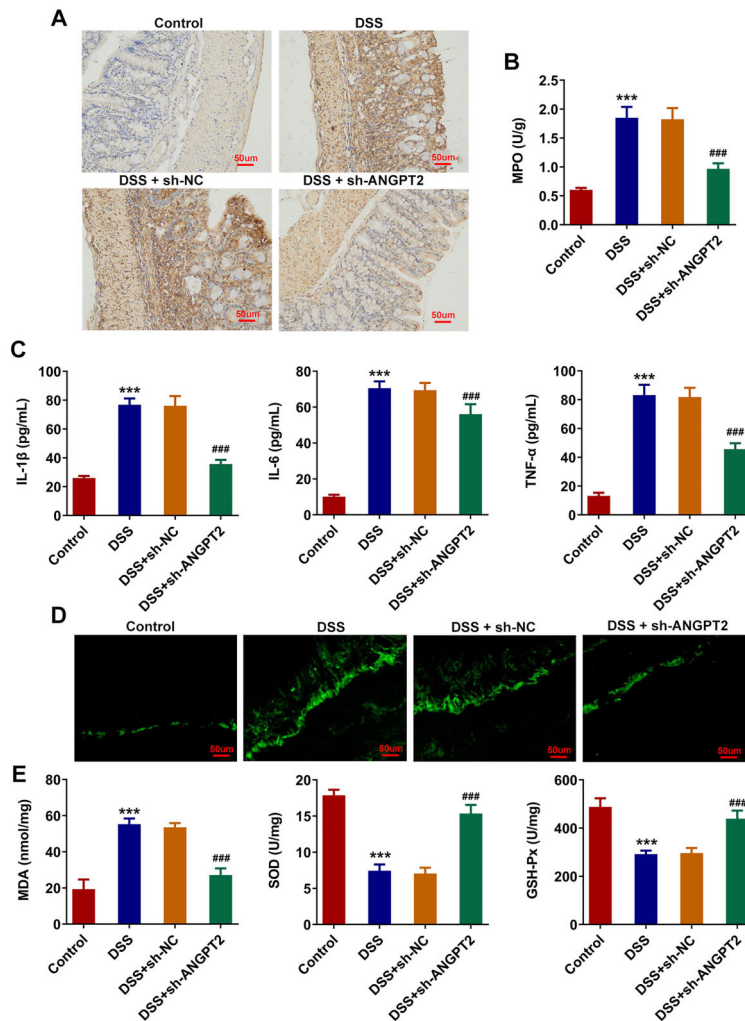 A
Control
DSS
50um
50um
DSS + sh-NC
DSS + sh-ANGPT2
50um
50um
B
MPO (U/g)
2.5
2.0
1.5
1.0
0.5
0.0
***
###
Control
DSS
DSS+sh-NC
DSS+sh-ANGPT2
C
IL-1β (pg/mL)
100
80
60
40
20
0
***
###
Control
DSS
DSS+sh-NC
DSS+sh-ANGPT2
IL-6 (pg/mL)
80
60
40
20
0
***
###
Control
DSS
DSS+sh-NC
DSS+sh-ANGPT2
TNF-α (pg/mL)
100
80
60
40
20
0
***
###
Control
DSS
DSS+sh-NC
DSS+sh-ANGPT2
D
Control
DSS
DSS + sh-NC
DSS + sh-ANGPT2
50um
50um
50um
50um
E
MDA (nmol/mg)
80
60
40
20
0
***
###
Control
DSS
DSS+sh-NC
DSS+sh-ANGPT2
SOD (U/mg)
20
15
10
5
0
***
###
Control
DSS
DSS+sh-NC
DSS+sh-ANGPT2
GSH-Px (U/mg)
600
400
200
0
***
###
Control
DSS
DSS+sh-NC
DSS+sh-ANGPT2